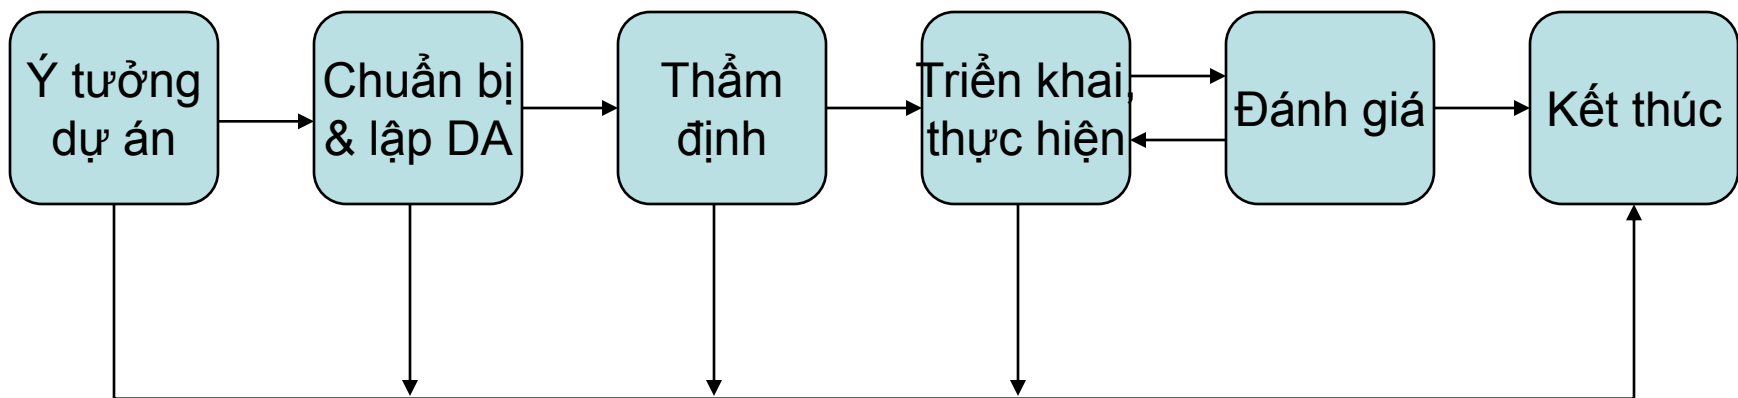 Ý tưởng
dự án
Chuẩn bị
& lập DA
Thẩm
định
Triển khai,
thực hiện
Đánh giá
Kết thúc